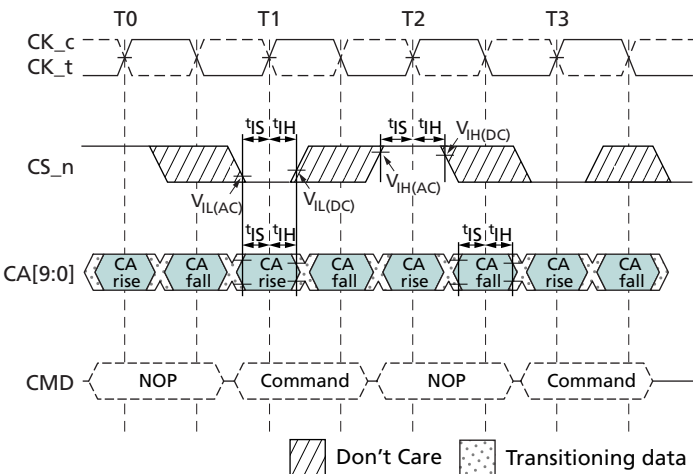 T0 T1 T2 T3
CK_c
CK_t
tIS tIH tIS tIH VIH(DC)
CS_n
VIL(AC) VIL(DC) VIH(AC)
tIS tIH tIS tIH
CA[9:0] CA rise CA fall CA rise CA fall CA rise CA fall CA rise CA fall
CMD NOP Command NOP Command
Don't Care Transitioning data